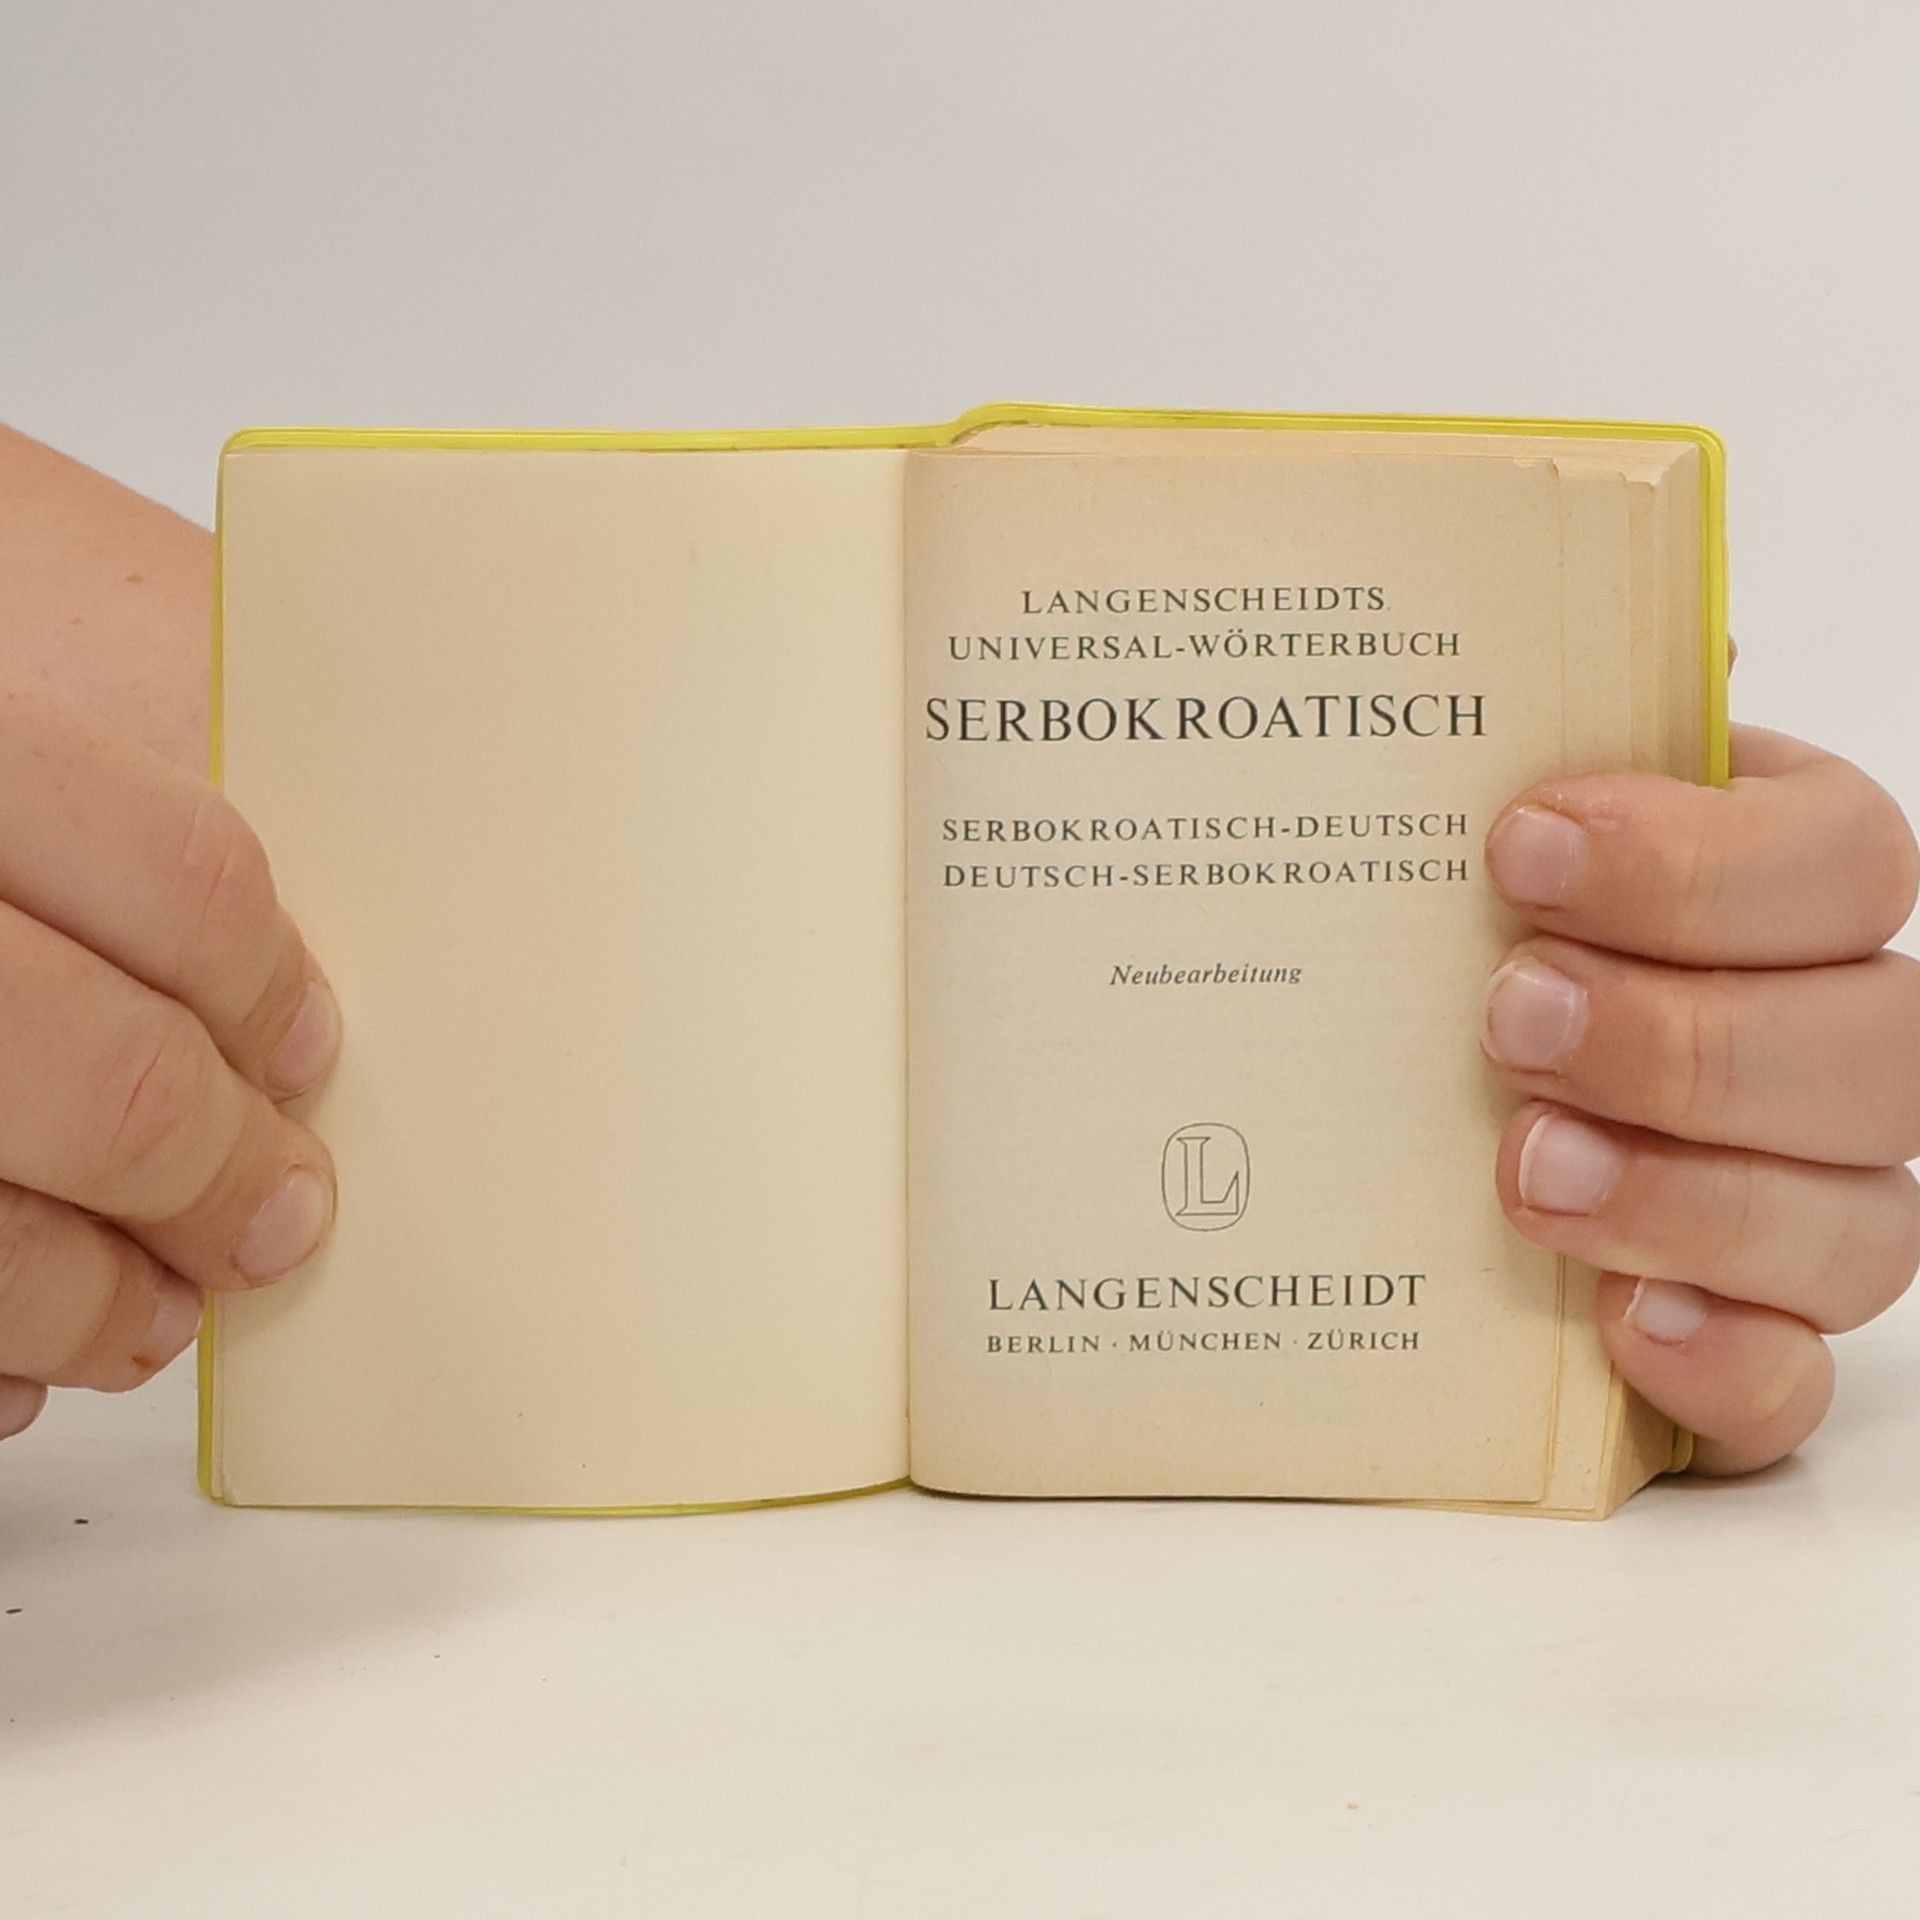 LANGENSCHEIDTS
UNIVERSAL-WÖRTERBUCH
SERBOKROATISCH
SERBOKROATISCH-DEUTSCH
DEUTSCH-SERBOKROATISCH
Neubearbeitung
L
LANGENSCHEIDT
BERLIN · MÜNCHEN · ZÜRICH